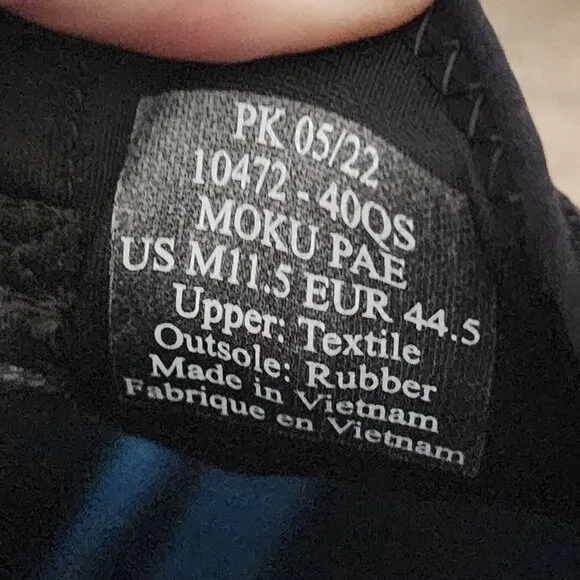 PK 05/22
10472 - 40QS
MOKU PAE
US M11.5 EUR 44.5
Upper: Textile
Outsole: Rubber
Made in Vietnam
Fabrique en Vietnam